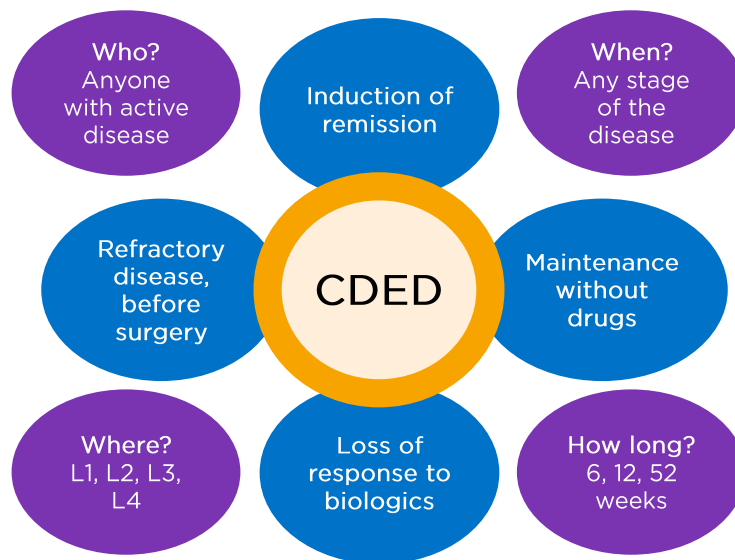 Who?
Anyone
with active
disease
Induction of
remission
When?
Any stage
of the
disease
Refractory
disease,
before
surgery
CDED
Maintenance
without
drugs
Where?
L1, L2, L3,
L4
Loss of
response to
biologics
How long?
6, 12, 52
weeks